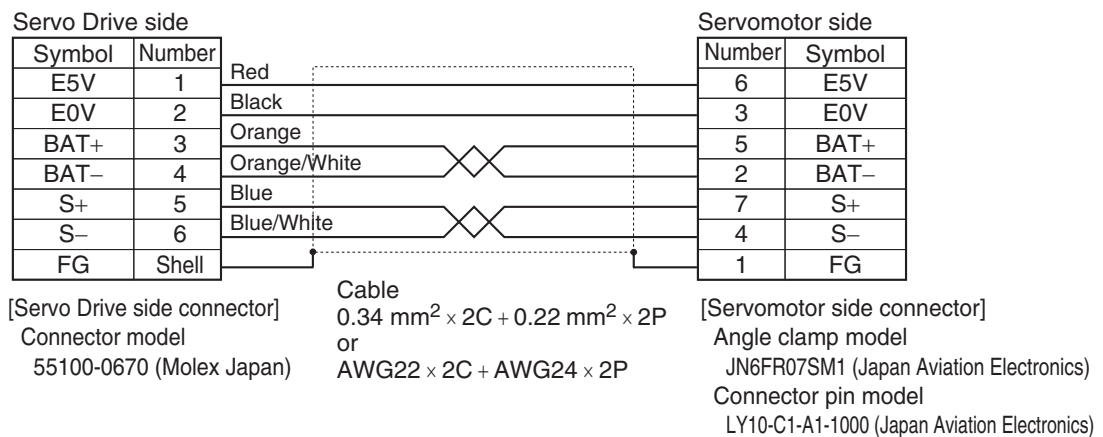 Servo Drive side
Servomotor side
Symbol Number
Number Symbol
E5V 1 Red 6 E5V
E0V 2 Black 3 E0V
BAT+ 3 Orange 5 BAT+
BAT− 4 Orange/White 2 BAT−
S+ 5 Blue 7 S+
S− 6 Blue/White 4 S−
FG Shell 1 FG
[Servo Drive side connector]
Connector model
55100-0670 (Molex Japan)
Cable
0.34 mm² × 2C + 0.22 mm² × 2P
or
AWG22 × 2C + AWG24 × 2P
[Servomotor side connector]
Angle clamp model
JN6FR07SM1 (Japan Aviation Electronics)
Connector pin model
LY10-C1-A1-1000 (Japan Aviation Electronics)